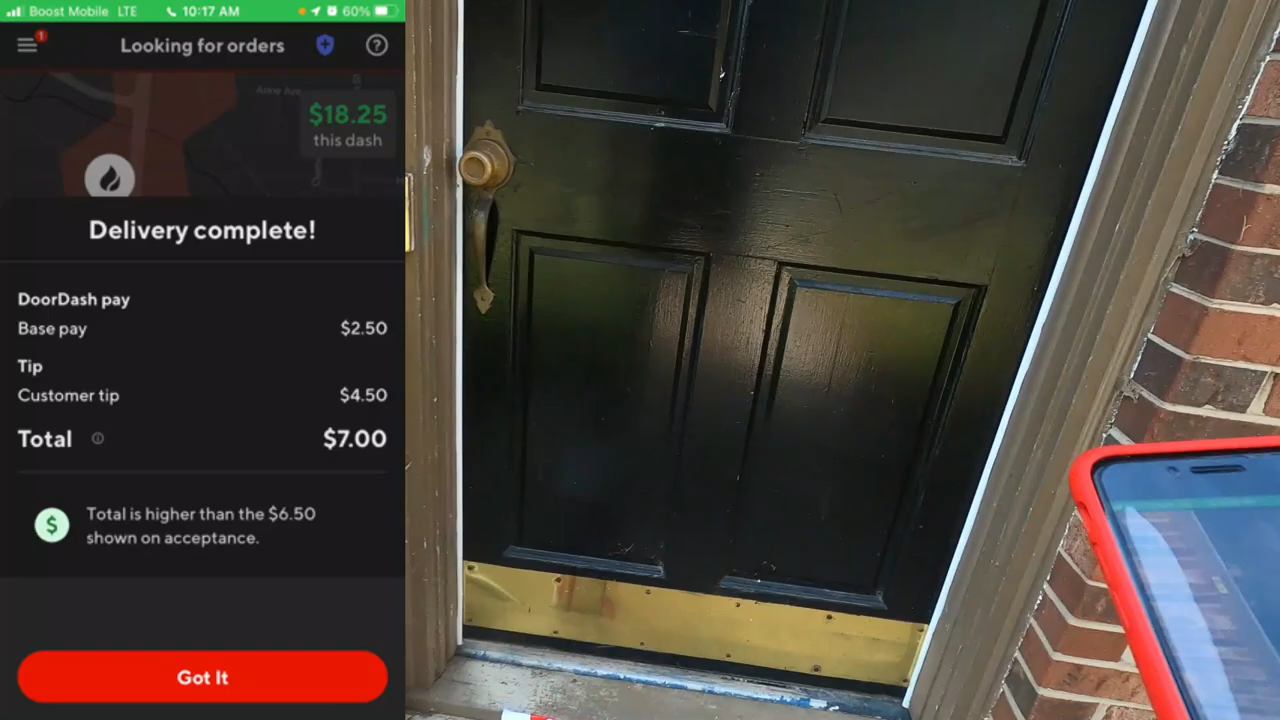 Boost Mobile LTE 10:17 AM 60%
1
Looking for orders
?
$18.25
this dash
Delivery complete!
DoorDash pay
Base pay $2.50
Tip
Customer tip $4.50
Total $7.00
$
Total is higher than the $6.50
shown on acceptance.
Got It